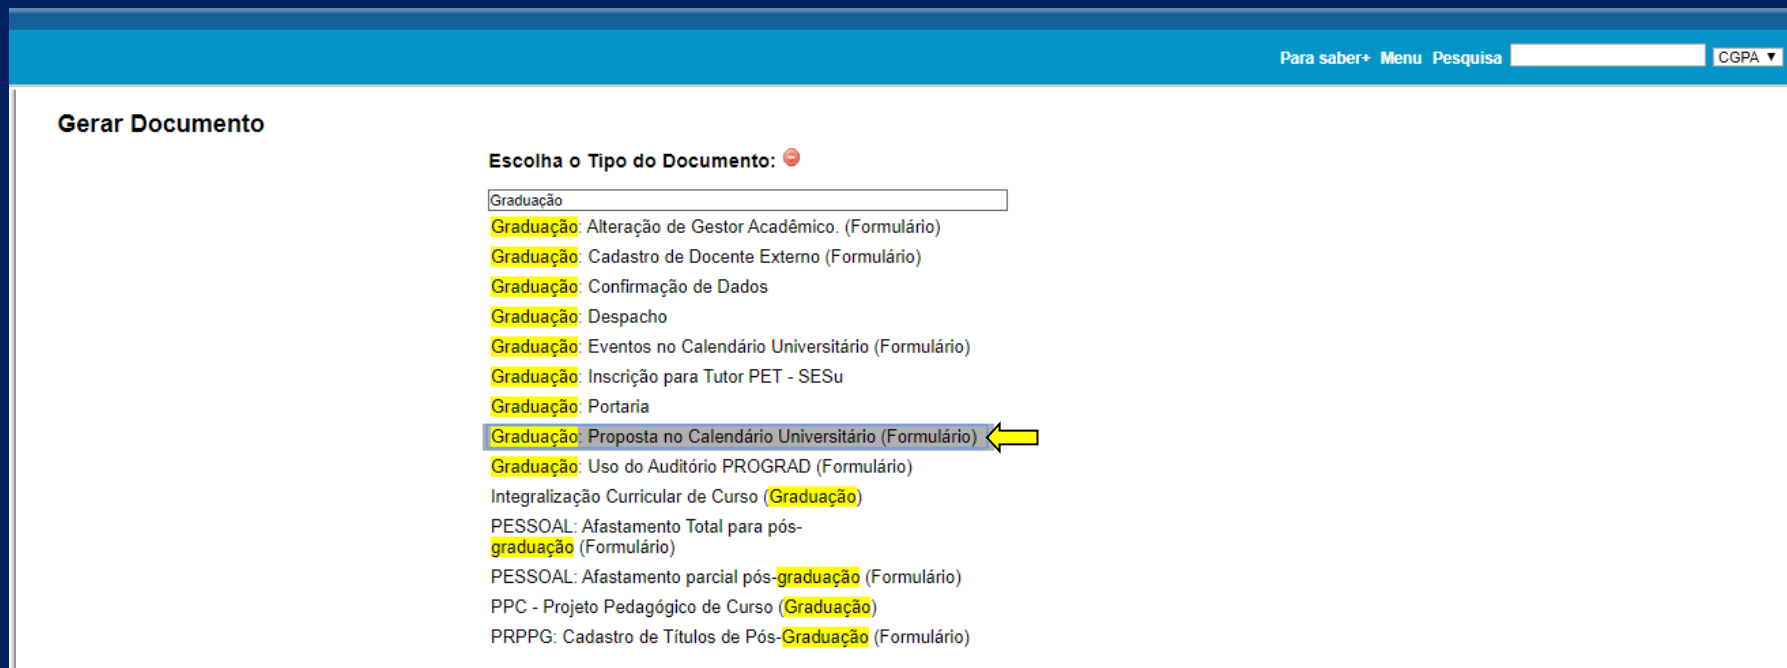 Para saber+ Menu Pesquisa CGPA
Gerar Documento
Escolha o Tipo do Documento:
Graduação
Graduação: Alteração de Gestor Acadêmico. (Formulário)
Graduação: Cadastro de Docente Externo (Formulário)
Graduação: Confirmação de Dados
Graduação: Despacho
Graduação: Eventos no Calendário Universitário (Formulário)
Graduação: Inscrição para Tutor PET - SESu
Graduação: Portaria
Graduação: Proposta no Calendário Universitário (Formulário)
Graduação: Uso do Auditório PROGRAD (Formulário)
Integralização Curricular de Curso (Graduação)
PESSOAL: Afastamento Total para pós-
graduação (Formulário)
PESSOAL: Afastamento parcial pós-graduação (Formulário)
PPC - Projeto Pedagógico de Curso (Graduação)
PRPPG: Cadastro de Títulos de Pós-Graduação (Formulário)